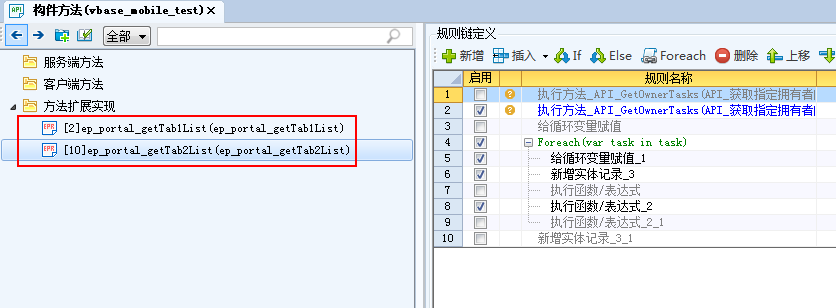 构件方法(vbase_mobile_test)
全部
服务端方法
客户端方法
方法扩展实现
[2]ep_portal_getTab1List(ep_portal_getTab1List)
[10]ep_portal_getTab2List(ep_portal_getTab2List)
规则链定义
新增 插入 If Else Foreach 删除 上移
启用 规则名称
1 执行方法_API_GetOwnerTasks(API_获取指定拥有者
2 执行方法_API_GetOwnerTasks(API_获取指定拥有者
3 给循环变量赋值
4 Foreach(var task in task)
5 给循环变量赋值_1
6 新增实体记录_3
7 执行函数/表达式
8 执行函数/表达式_2
9 执行函数/表达式_2_1
10 新增实体记录_3_1